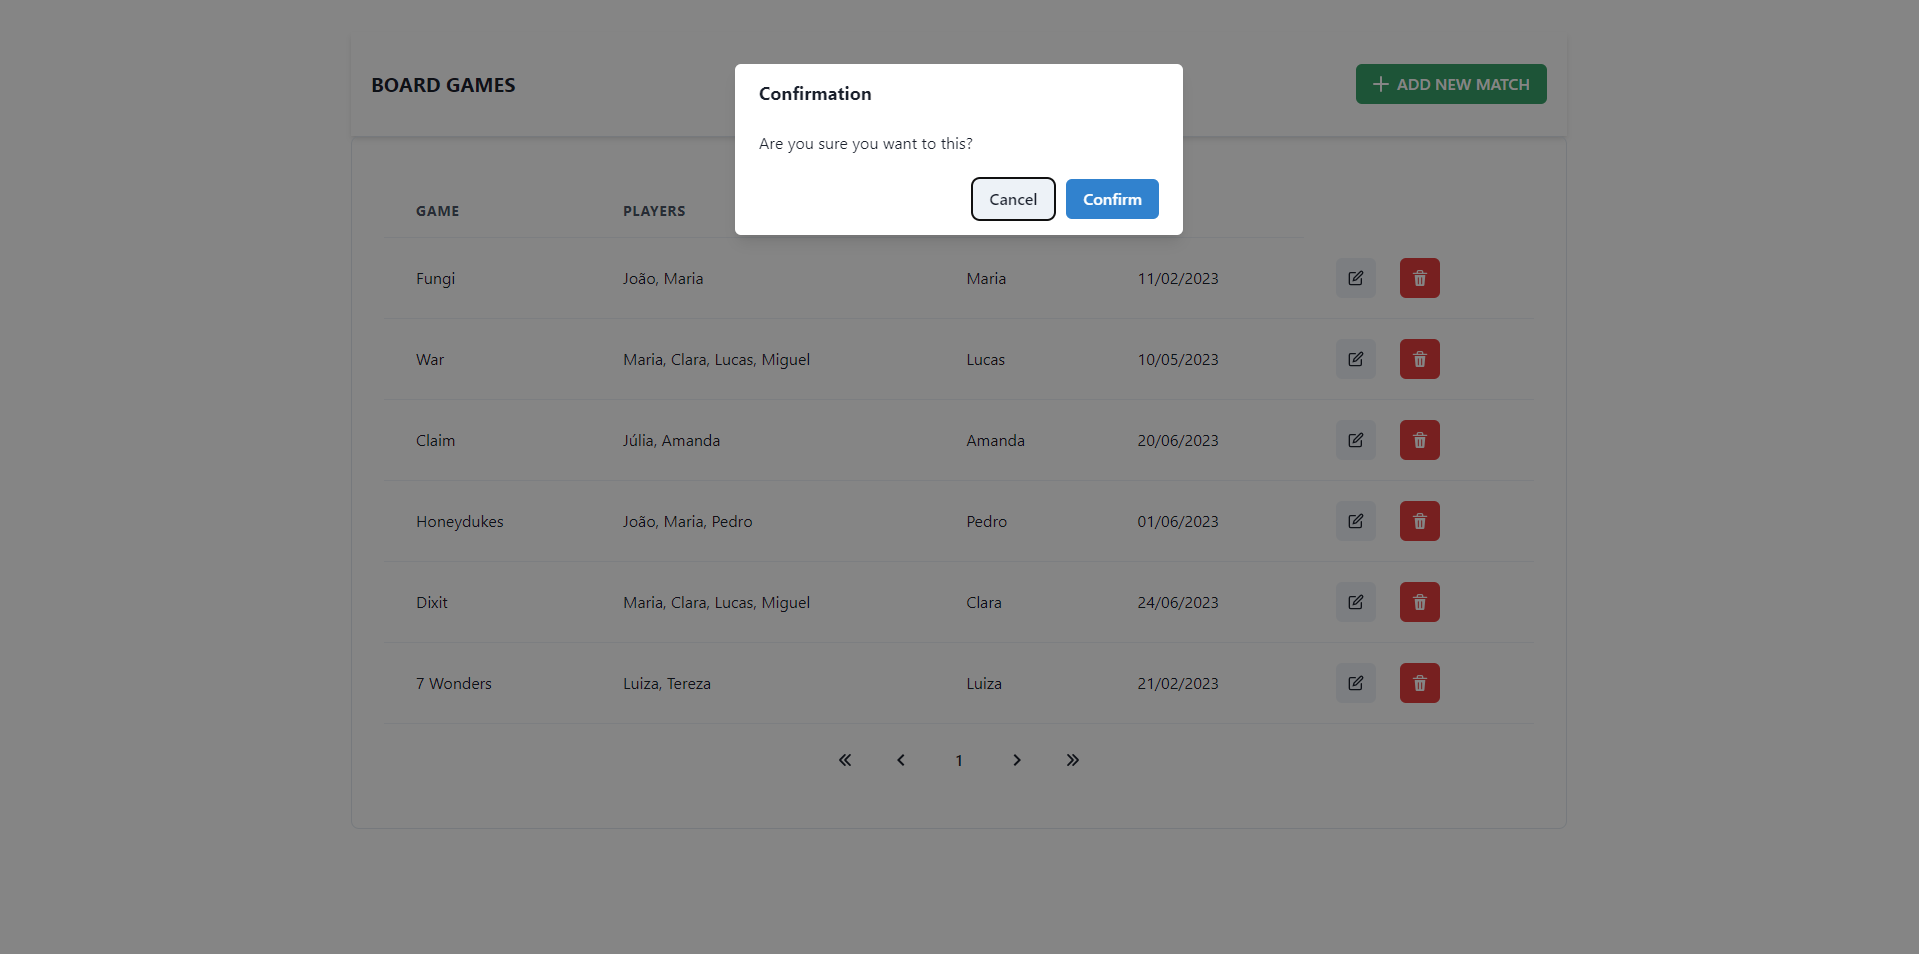 BOARD GAMES
ADD NEW MATCH
Confirmation
Are you sure you want to this?
Cancel Confirm
GAME PLAYERS
Fungi João, Maria Maria 11/02/2023
War Maria, Clara, Lucas, Miguel Lucas 10/05/2023
Claim Júlia, Amanda Amanda 20/06/2023
Honeydukes João, Maria, Pedro Pedro 01/06/2023
Dixit Maria, Clara, Lucas, Miguel Clara 24/06/2023
7 Wonders Luiza, Tereza Luiza 21/02/2023
1